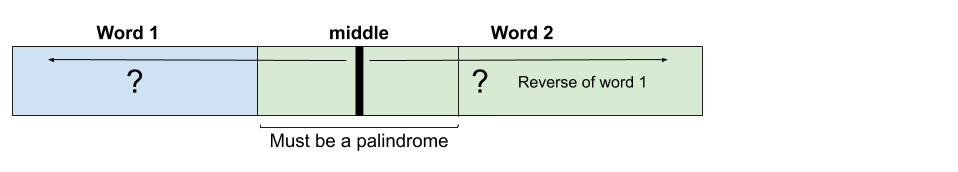 Word 1 middle Word 2
? ? Reverse of word 1
Must be a palindrome